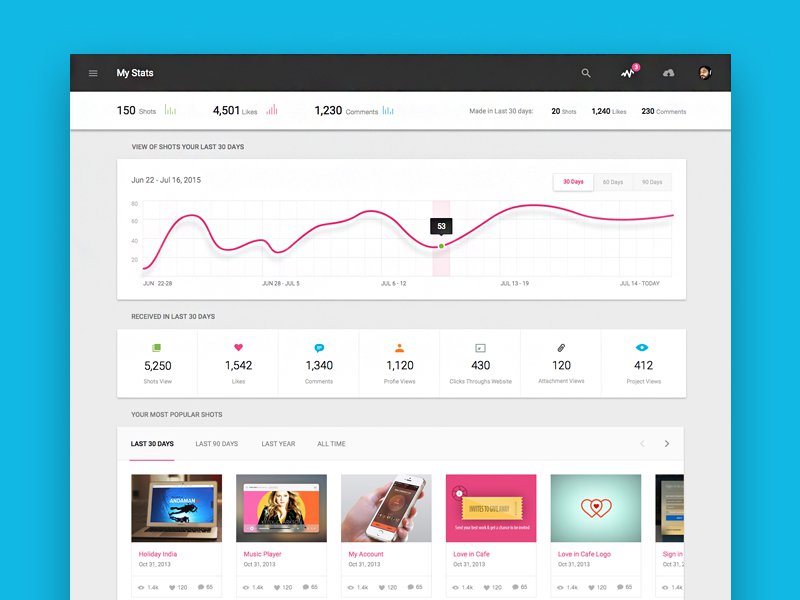 My Stats
3
150 Shots
4,501 Likes
1,230 Comments
Made in Last 30 days:
20 Shots
1,240 Likes
230 Comments
VIEW OF SHOTS YOUR LAST 30 DAYS
Jun 22 - Jul 16, 2015
30 Days
60 Days
90 Days
80
60
40
20
53
JUN 22-28
JUN 28 - JUL 5
JUL 6 - 12
JUL 13 - 19
JUL 14 - TODAY
RECEIVED IN LAST 30 DAYS
5,250
1,542
1,340
1,120
430
120
412
Shots View
Likes
Comments
Profie Views
Clicks Throughs Website
Attachment Views
Project Views
YOUR MOST POPULAR SHOTS
LAST 30 DAYS
LAST 90 DAYS
LAST YEAR
ALL TIME
ANDAMAN
INVITES TO GIVE AWAY
Send your best work & get a chance to be invited
Holiday India
Music Player
My Account
Love in Cafe
Love in Cafe Logo
Sign in
Oct 31, 2013
Oct 31, 2013
Oct 31, 2013
Oct 31, 2013
Oct 31, 2013
Oct 31, 2013
1.4k 120 65
1.4k 120 65
1.4k 120 65
1.4k 120 65
1.4k 120 65
1.4k